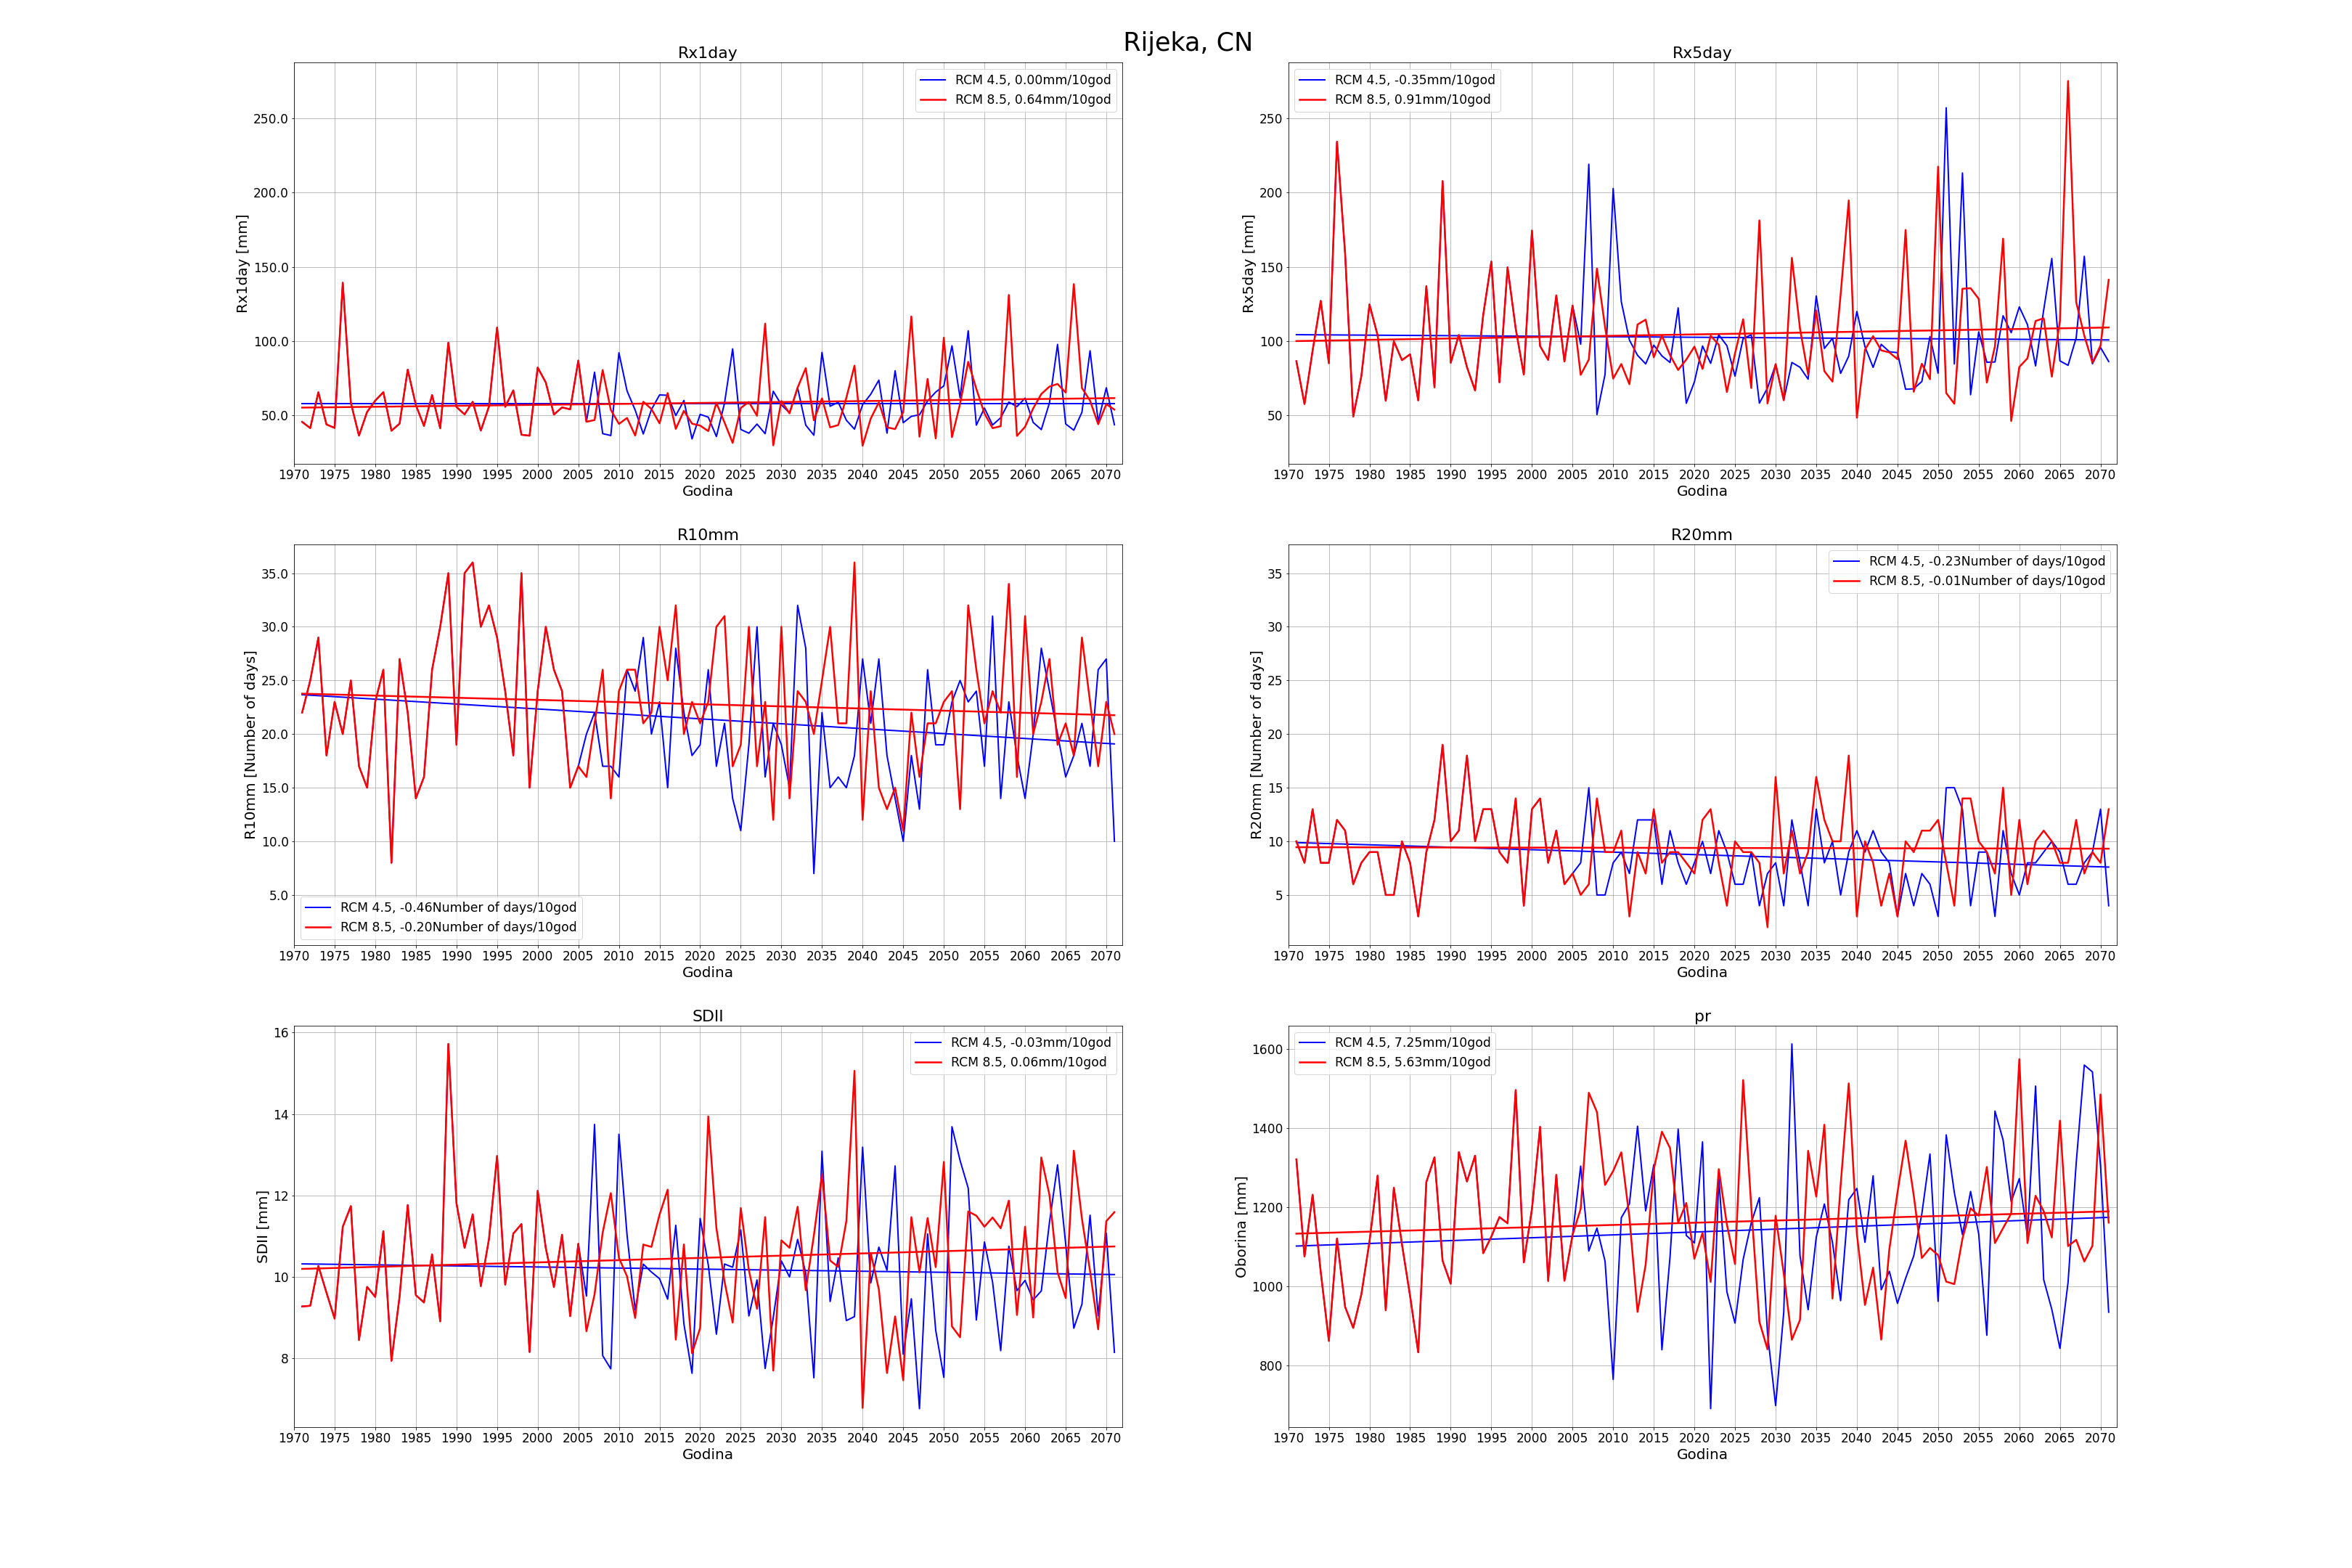 Rijeka, CN
Rx1day
RCM 4.5, 0.00mm/10god
RCM 8.5, 0.64mm/10god
Rx1day [mm]
250.0
200.0
150.0
100.0
50.0
1970 1975 1980 1985 1990 1995 2000 2005 2010 2015 2020 2025 2030 2035 2040 2045 2050 2055 2060 2065 2070
Godina
Rx5day
RCM 4.5, -0.35mm/10god
RCM 8.5, 0.91mm/10god
Rx5day [mm]
250
200
150
100
50
1970 1975 1980 1985 1990 1995 2000 2005 2010 2015 2020 2025 2030 2035 2040 2045 2050 2055 2060 2065 2070
Godina
R10mm
R10mm [Number of days]
35.0
30.0
25.0
20.0
15.0
10.0
5.0
RCM 4.5, -0.46Number of days/10god
RCM 8.5, -0.20Number of days/10god
1970 1975 1980 1985 1990 1995 2000 2005 2010 2015 2020 2025 2030 2035 2040 2045 2050 2055 2060 2065 2070
Godina
R20mm
RCM 4.5, -0.23Number of days/10god
RCM 8.5, -0.01Number of days/10god
R20mm [Number of days]
35
30
25
20
15
10
5
1970 1975 1980 1985 1990 1995 2000 2005 2010 2015 2020 2025 2030 2035 2040 2045 2050 2055 2060 2065 2070
Godina
SDII
RCM 4.5, -0.03mm/10god
RCM 8.5, 0.06mm/10god
SDII [mm]
16
14
12
10
8
1970 1975 1980 1985 1990 1995 2000 2005 2010 2015 2020 2025 2030 2035 2040 2045 2050 2055 2060 2065 2070
Godina
pr
RCM 4.5, 7.25mm/10god
RCM 8.5, 5.63mm/10god
Oborina [mm]
1600
1400
1200
1000
800
1970 1975 1980 1985 1990 1995 2000 2005 2010 2015 2020 2025 2030 2035 2040 2045 2050 2055 2060 2065 2070
Godina